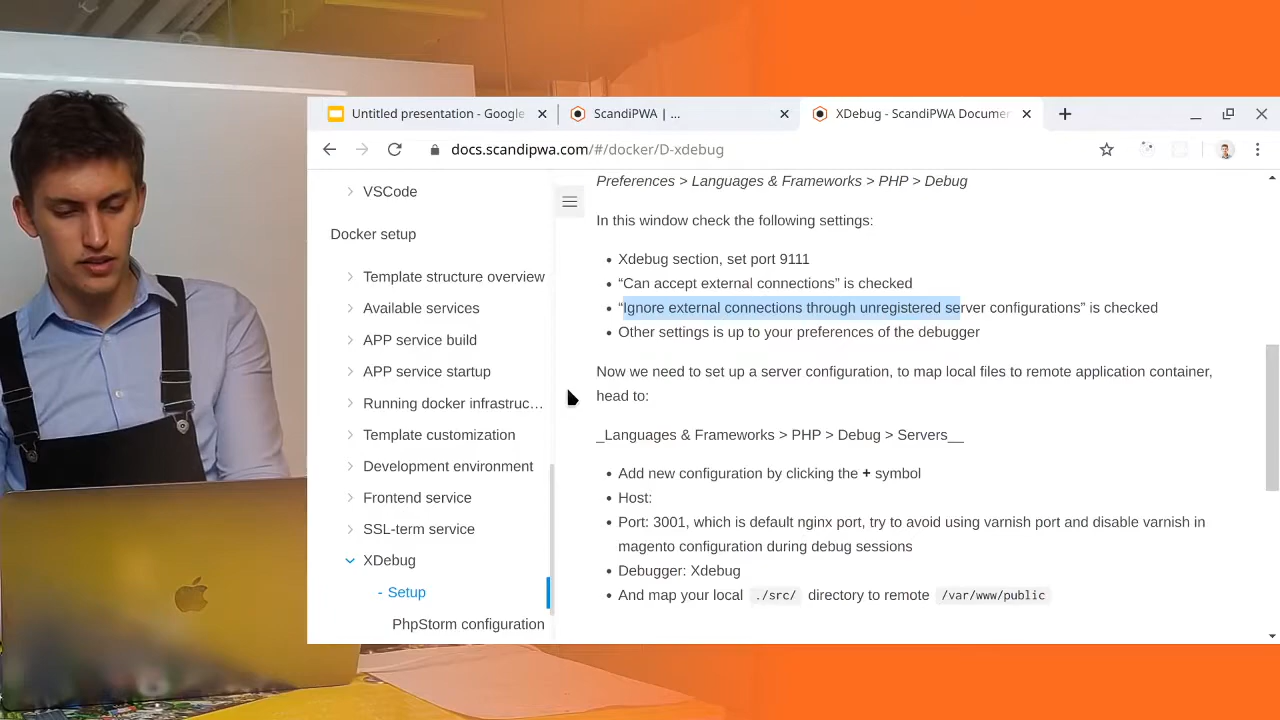 Untitled presentation - Google
ScandiPWA | ...
XDebug - ScandiPWA Documer
docs.scandipwa.com/#/docker/D-xdebug
VSCode
Docker setup
Template structure overview
Available services
APP service build
APP service startup
Running docker infrastruc…
Template customization
Development environment
Frontend service
SSL-term service
XDebug
- Setup
PhpStorm configuration
Preferences > Languages & Frameworks > PHP > Debug
In this window check the following settings:
• Xdebug section, set port 9111
• “Can accept external connections” is checked
• “Ignore external connections through unregistered server configurations” is checked
• Other settings is up to your preferences of the debugger
Now we need to set up a server configuration, to map local files to remote application container,
head to:
_Languages & Frameworks > PHP > Debug > Servers__
• Add new configuration by clicking the + symbol
• Host:
• Port: 3001, which is default nginx port, try to avoid using varnish port and disable varnish in
magento configuration during debug sessions
• Debugger: Xdebug
• And map your local ./src/ directory to remote /var/www/public